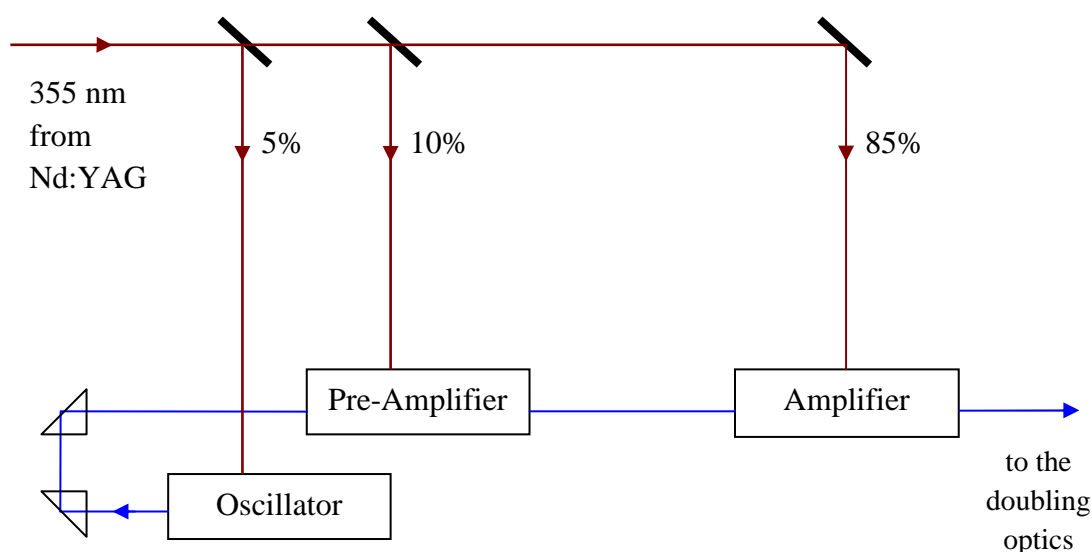 355 nm
from
Nd:YAG
5%
10%
85%
Pre-Amplifier
Amplifier
Oscillator
to the
doubling
optics